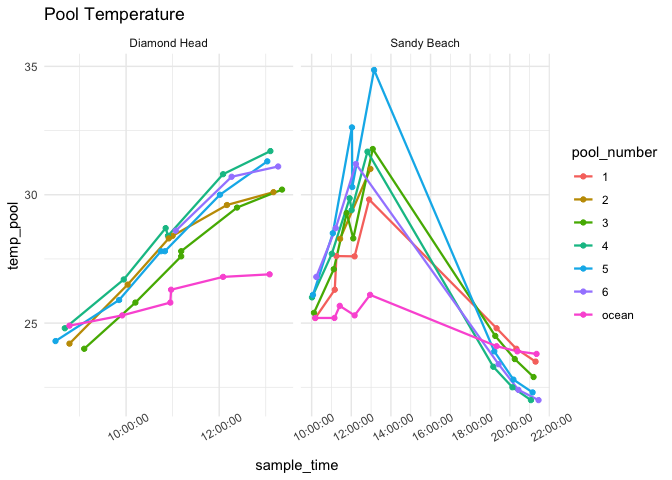 Pool Temperature
Diamond Head
Sandy Beach
35
30
25
temp_pool
10:00:00
12:00:00
10:00:00
12:00:00
14:00:00
16:00:00
18:00:00
20:00:00
22:00:00
sample_time
pool_number
1
2
3
4
5
6
ocean